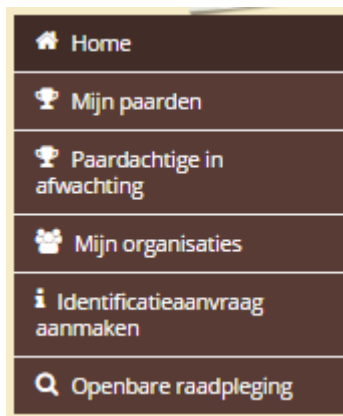 Home
Mijn paarden
Paardachtige in
afwachting
Mijn organisaties
Identificatieaanvraag
aanmaken
Openbare raadpleging